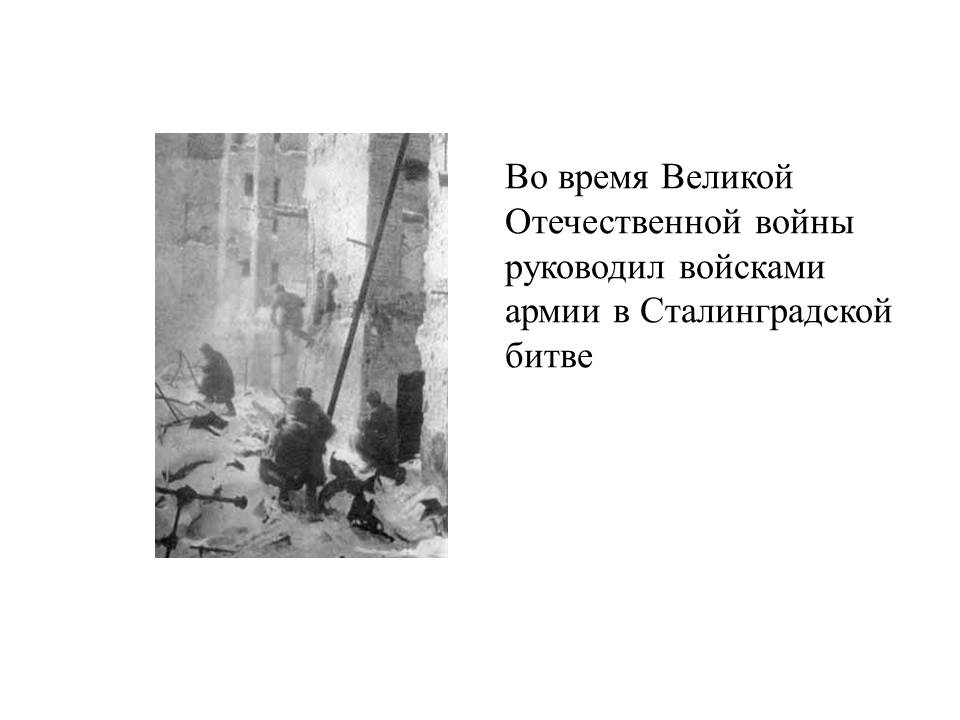 Во время Великой
Отечественной войны
руководил войсками
армии в Сталинградской
битве